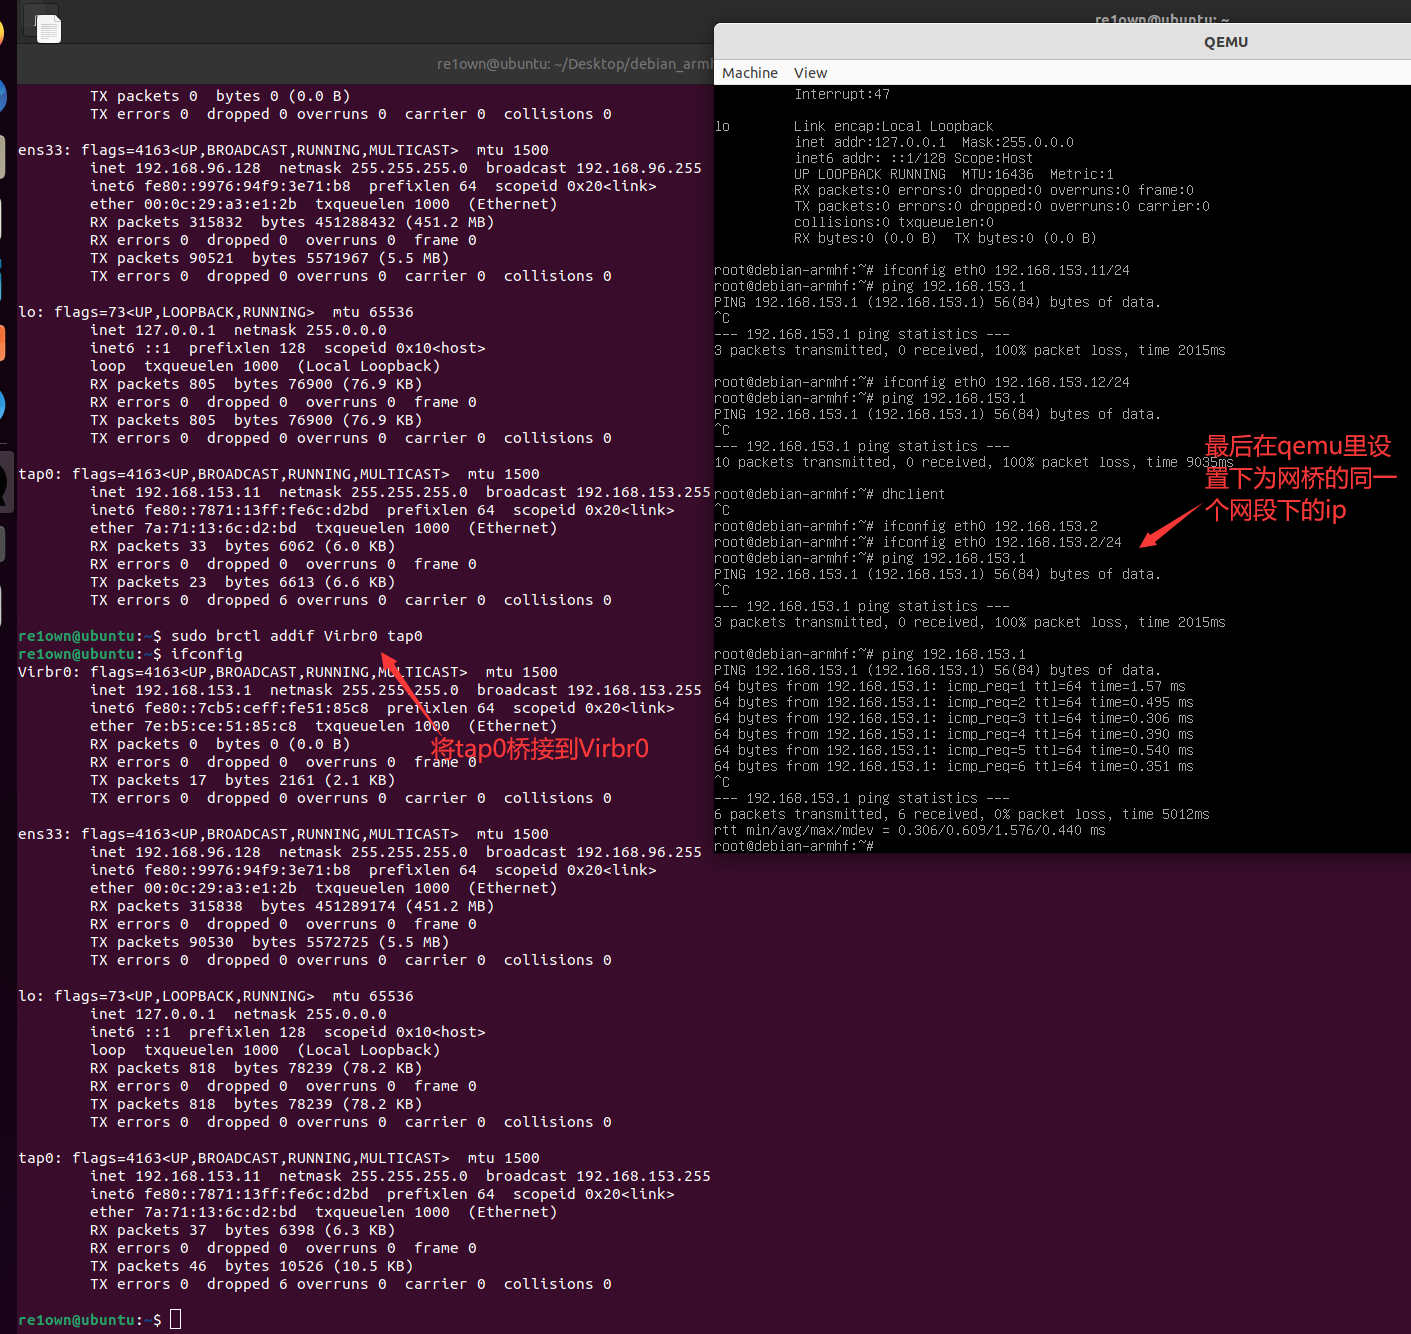 re1own@ubuntu: ~
re1own@ubuntu: ~/Desktop/debian_armh
TX packets 0  bytes 0 (0.0 B)
TX errors 0  dropped 0 overruns 0  carrier 0  collisions 0
ens33: flags=4163<UP,BROADCAST,RUNNING,MULTICAST>  mtu 1500
inet 192.168.96.128  netmask 255.255.255.0  broadcast 192.168.96.255
inet6 fe80::9976:94f9:3e71:b8  prefixlen 64  scopeid 0x20<link>
ether 00:0c:29:a3:e1:2b  txqueuelen 1000  (Ethernet)
RX packets 315832  bytes 451288432 (451.2 MB)
RX errors 0  dropped 0  overruns 0  frame 0
TX packets 90521  bytes 5571967 (5.5 MB)
TX errors 0  dropped 0 overruns 0  carrier 0  collisions 0
lo: flags=73<UP,LOOPBACK,RUNNING>  mtu 65536
inet 127.0.0.1  netmask 255.0.0.0
inet6 ::1  prefixlen 128  scopeid 0x10<host>
loop  txqueuelen 1000  (Local Loopback)
RX packets 805  bytes 76900 (76.9 KB)
RX errors 0  dropped 0  overruns 0  frame 0
TX packets 805  bytes 76900 (76.9 KB)
TX errors 0  dropped 0 overruns 0  carrier 0  collisions 0
tap0: flags=4163<UP,BROADCAST,RUNNING,MULTICAST>  mtu 1500
inet 192.168.153.11  netmask 255.255.255.0  broadcast 192.168.153.255
inet6 fe80::7871:13ff:fe6c:d2bd  prefixlen 64  scopeid 0x20<link>
ether 7a:71:13:6c:d2:bd  txqueuelen 1000  (Ethernet)
RX packets 33  bytes 6062 (6.0 KB)
RX errors 0  dropped 0  overruns 0  frame 0
TX packets 23  bytes 6613 (6.6 KB)
TX errors 0  dropped 6 overruns 0  carrier 0  collisions 0
re1own@ubuntu:~$ sudo brctl addif Virbr0 tap0
re1own@ubuntu:~$ ifconfig
Virbr0: flags=4163<UP,BROADCAST,RUNNING,MULTICAST>  mtu 1500
inet 192.168.153.1  netmask 255.255.255.0  broadcast 192.168.153.255
inet6 fe80::7cb5:ceff:fe51:85c8  prefixlen 64  scopeid 0x20<link>
ether 7e:b5:ce:51:85:c8  txqueuelen 1000  (Ethernet)
RX packets 0  bytes 0 (0.0 B)
将tap0桥接到Virbr0
RX errors 0  dropped 0  overruns 0  frame 0
TX packets 17  bytes 2161 (2.1 KB)
TX errors 0  dropped 0 overruns 0  carrier 0  collisions 0
ens33: flags=4163<UP,BROADCAST,RUNNING,MULTICAST>  mtu 1500
inet 192.168.96.128  netmask 255.255.255.0  broadcast 192.168.96.255
inet6 fe80::9976:94f9:3e71:b8  prefixlen 64  scopeid 0x20<link>
ether 00:0c:29:a3:e1:2b  txqueuelen 1000  (Ethernet)
RX packets 315838  bytes 451289174 (451.2 MB)
RX errors 0  dropped 0  overruns 0  frame 0
TX packets 90530  bytes 5572725 (5.5 MB)
TX errors 0  dropped 0 overruns 0  carrier 0  collisions 0
lo: flags=73<UP,LOOPBACK,RUNNING>  mtu 65536
inet 127.0.0.1  netmask 255.0.0.0
inet6 ::1  prefixlen 128  scopeid 0x10<host>
loop  txqueuelen 1000  (Local Loopback)
RX packets 818  bytes 78239 (78.2 KB)
RX errors 0  dropped 0  overruns 0  frame 0
TX packets 818  bytes 78239 (78.2 KB)
TX errors 0  dropped 0 overruns 0  carrier 0  collisions 0
tap0: flags=4163<UP,BROADCAST,RUNNING,MULTICAST>  mtu 1500
inet 192.168.153.11  netmask 255.255.255.0  broadcast 192.168.153.255
inet6 fe80::7871:13ff:fe6c:d2bd  prefixlen 64  scopeid 0x20<link>
ether 7a:71:13:6c:d2:bd  txqueuelen 1000  (Ethernet)
RX packets 37  bytes 6398 (6.3 KB)
RX errors 0  dropped 0  overruns 0  frame 0
TX packets 46  bytes 10526 (10.5 KB)
TX errors 0  dropped 6 overruns 0  carrier 0  collisions 0
re1own@ubuntu:~$
QEMU
Machine View
Interrupt:47
lo        Link encap:Local Loopback
inet addr:127.0.0.1  Mask:255.0.0.0
inet6 addr: ::1/128 Scope:Host
UP LOOPBACK RUNNING  MTU:16436  Metric:1
RX packets:0 errors:0 dropped:0 overruns:0 frame:0
TX packets:0 errors:0 dropped:0 overruns:0 carrier:0
collisions:0 txqueuelen:0
RX bytes:0 (0.0 B)  TX bytes:0 (0.0 B)
root@debian-armhf:~# ifconfig eth0 192.168.153.11/24
root@debian-armhf:~# ping 192.168.153.1
PING 192.168.153.1 (192.168.153.1) 56(84) bytes of data.
^C
--- 192.168.153.1 ping statistics ---
3 packets transmitted, 0 received, 100% packet loss, time 2015ms
root@debian-armhf:~# ifconfig eth0 192.168.153.12/24
root@debian-armhf:~# ping 192.168.153.1
PING 192.168.153.1 (192.168.153.1) 56(84) bytes of data.
^C
--- 192.168.153.1 ping statistics ---
10 packets transmitted, 0 received, 100% packet loss, time 9035ms
最后在qemu里设
置下为网桥的同一
个网段下的ip
root@debian-armhf:~# dhclient
^C
root@debian-armhf:~# ifconfig eth0 192.168.153.2
root@debian-armhf:~# ifconfig eth0 192.168.153.2/24
root@debian-armhf:~# ping 192.168.153.1
PING 192.168.153.1 (192.168.153.1) 56(84) bytes of data.
^C
--- 192.168.153.1 ping statistics ---
3 packets transmitted, 0 received, 100% packet loss, time 2015ms
root@debian-armhf:~# ping 192.168.153.1
PING 192.168.153.1 (192.168.153.1) 56(84) bytes of data.
64 bytes from 192.168.153.1: icmp_req=1 ttl=64 time=1.57 ms
64 bytes from 192.168.153.1: icmp_req=2 ttl=64 time=0.495 ms
64 bytes from 192.168.153.1: icmp_req=3 ttl=64 time=0.306 ms
64 bytes from 192.168.153.1: icmp_req=4 ttl=64 time=0.390 ms
64 bytes from 192.168.153.1: icmp_req=5 ttl=64 time=0.540 ms
64 bytes from 192.168.153.1: icmp_req=6 ttl=64 time=0.351 ms
^C
--- 192.168.153.1 ping statistics ---
6 packets transmitted, 6 received, 0% packet loss, time 5012ms
rtt min/avg/max/mdev = 0.306/0.609/1.576/0.440 ms
root@debian-armhf:~#